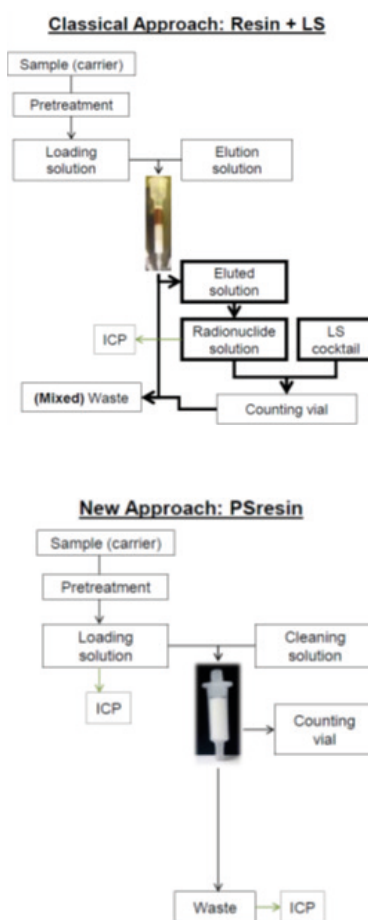 Classical Approach: Resin + LS
Sample (carrier)
Pretreatment
Loading
solution
Elution
solution
Eluted
solution
ICP
Radionuclide
solution
LS
cocktail
(Mixed) Waste
Counting vial
New Approach: PSresin
Sample (carrier)
Pretreatment
Loading
solution
Cleaning
solution
ICP
Counting
vial
Waste
ICP